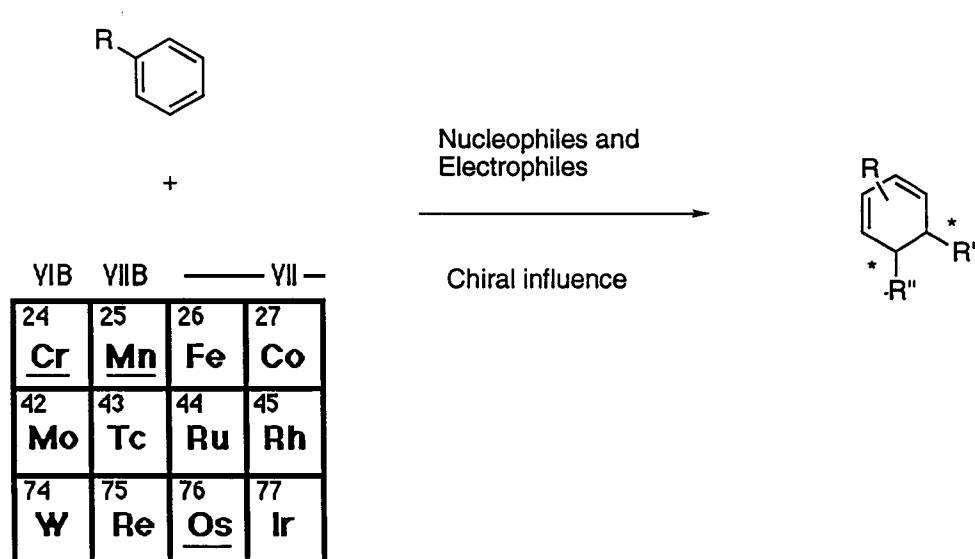 R
+
Nucleophiles and
Electrophiles
Chiral influence
R
*
R'
*
R"
VIB VIIB VII
24 25 26 27
Cr Mn Fe Co
42 43 44 45
Mo Tc Ru Rh
74 75 76 77
W Re Os Ir